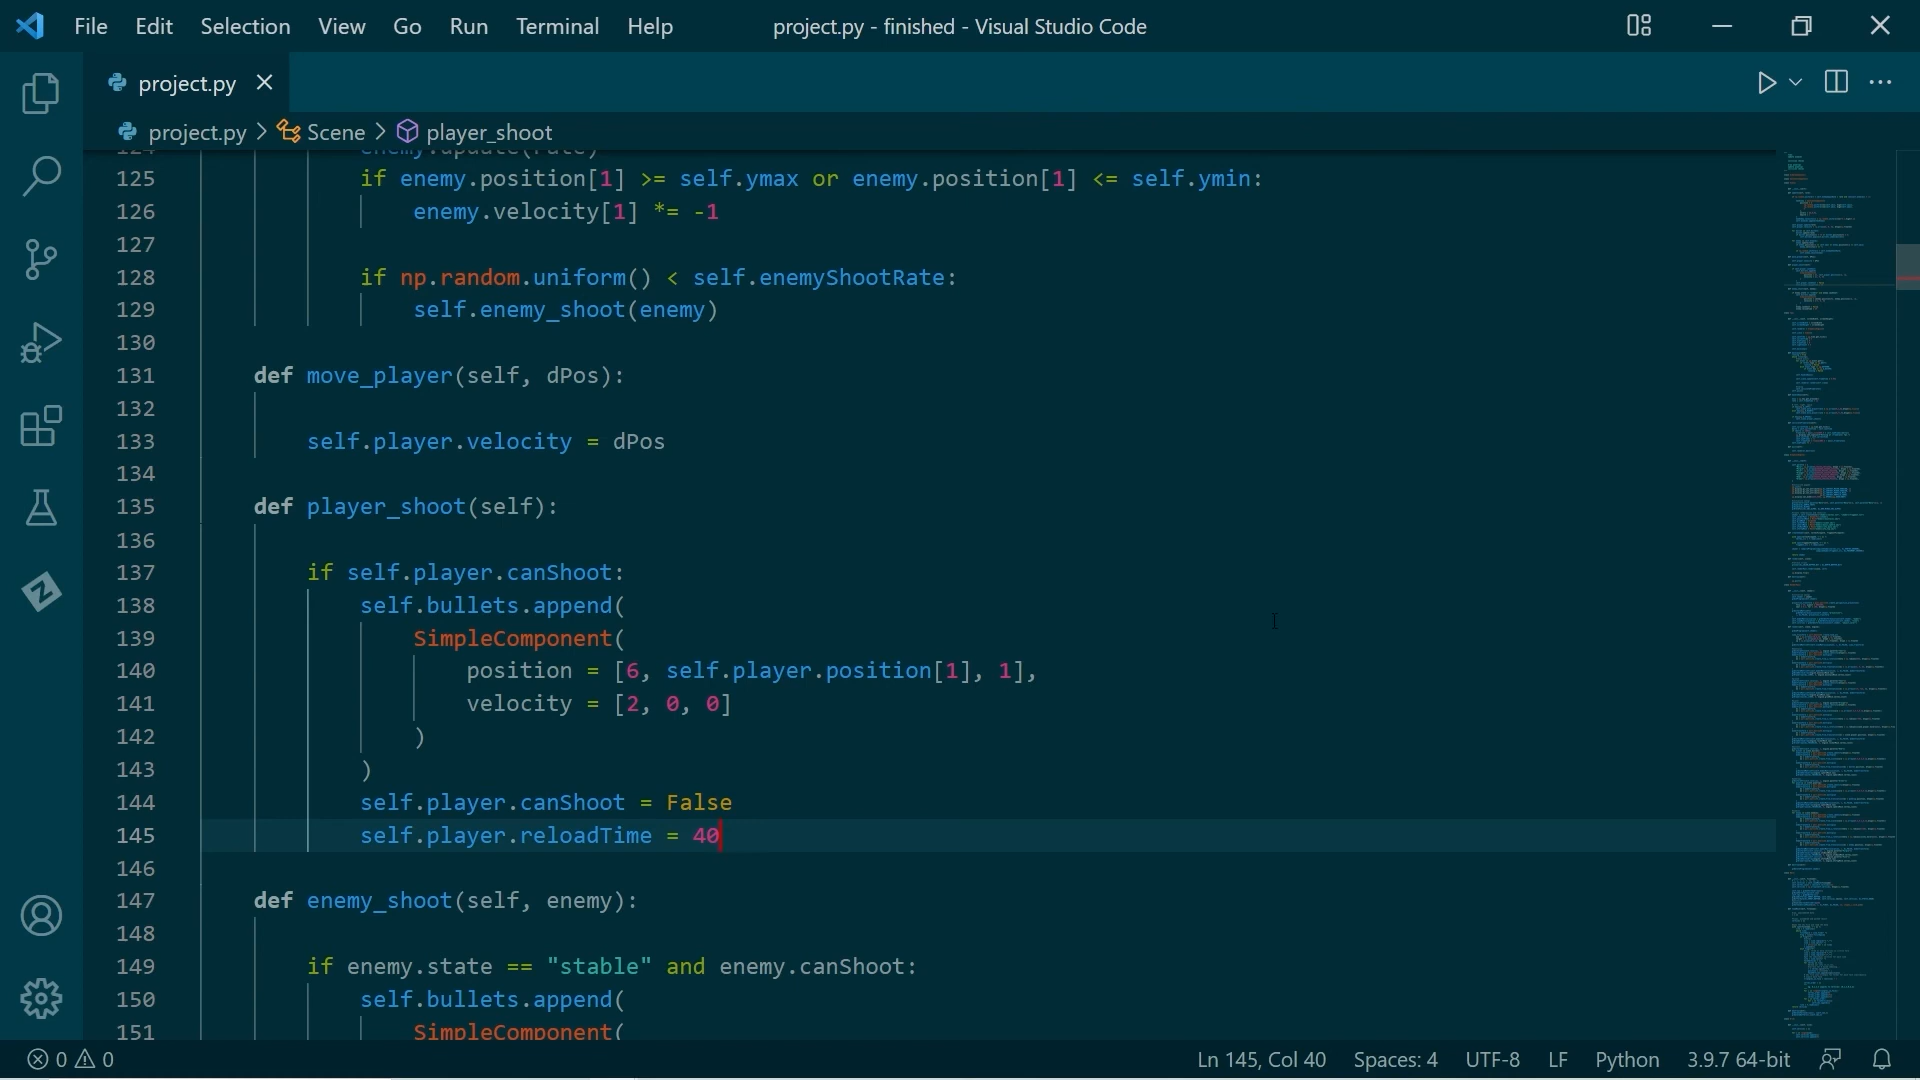 File Edit Selection View Go Run Terminal Help project.py - finished - Visual Studio Code
project.py
project.py > Scene > player_shoot
124 enemy.update(rate)
125 if enemy.position[1] >= self.ymax or enemy.position[1] <= self.ymin:
126 enemy.velocity[1] *= -1
127
128 if np.random.uniform() < self.enemyShootRate:
129 self.enemy_shoot(enemy)
130
131 def move_player(self, dPos):
132
133 self.player.velocity = dPos
134
135 def player_shoot(self):
136
137 if self.player.canShoot:
138 self.bullets.append(
139 SimpleComponent(
140 position = [6, self.player.position[1], 1],
141 velocity = [2, 0, 0]
142 )
143 )
144 self.player.canShoot = False
145 self.player.reloadTime = 40
146
147 def enemy_shoot(self, enemy):
148
149 if enemy.state == "stable" and enemy.canShoot:
150 self.bullets.append(
151 SimpleComponent(
0 0 Ln 145, Col 40 Spaces: 4 UTF-8 LF Python 3.9.7 64-bit